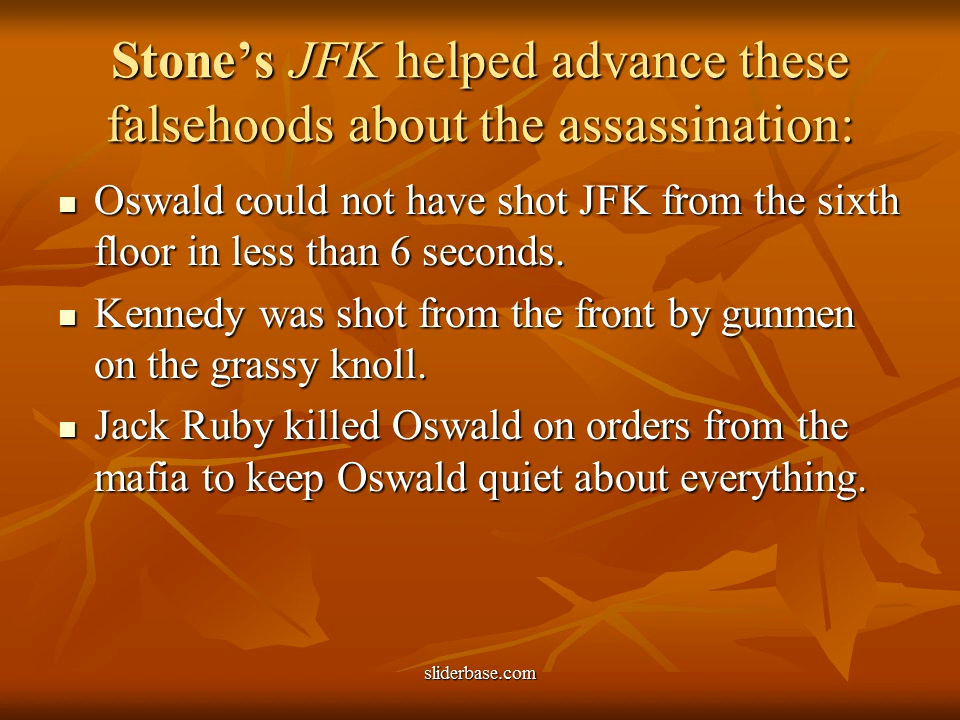 Stone’s JFK helped advance these
falsehoods about the assassination:
Oswald could not have shot JFK from the sixth
floor in less than 6 seconds.
Kennedy was shot from the front by gunmen
on the grassy knoll.
Jack Ruby killed Oswald on orders from the
mafia to keep Oswald quiet about everything.
sliderbase.com